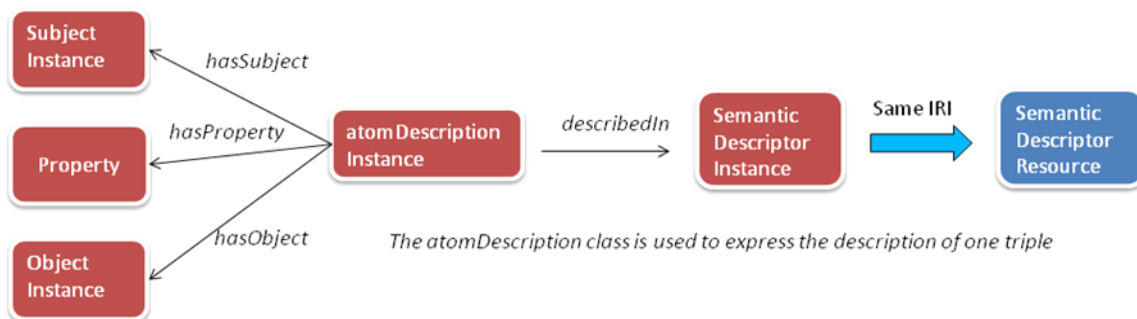 Subject
Instance
hasSubject
hasProperty
Property
hasObject
Object
Instance
atomDescription
Instance
describedIn
Semantic
Descriptor
Instance
Same IRI
Semantic
Descriptor
Resource
The atomDescription class is used to express the description of one triple